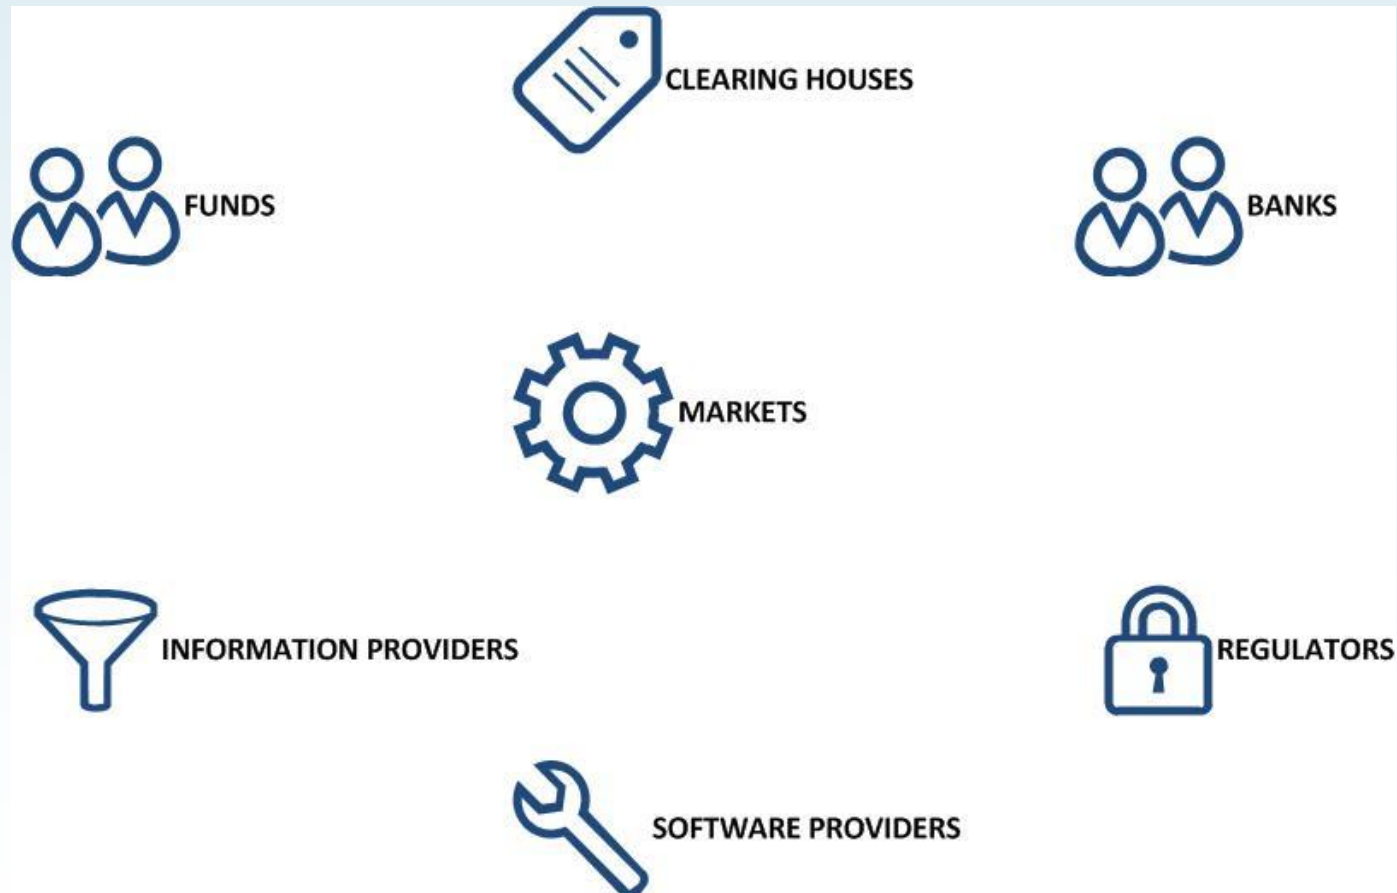 CLEARING HOUSES
FUNDS
BANKS
MARKETS
INFORMATION PROVIDERS
REGULATORS
SOFTWARE PROVIDERS